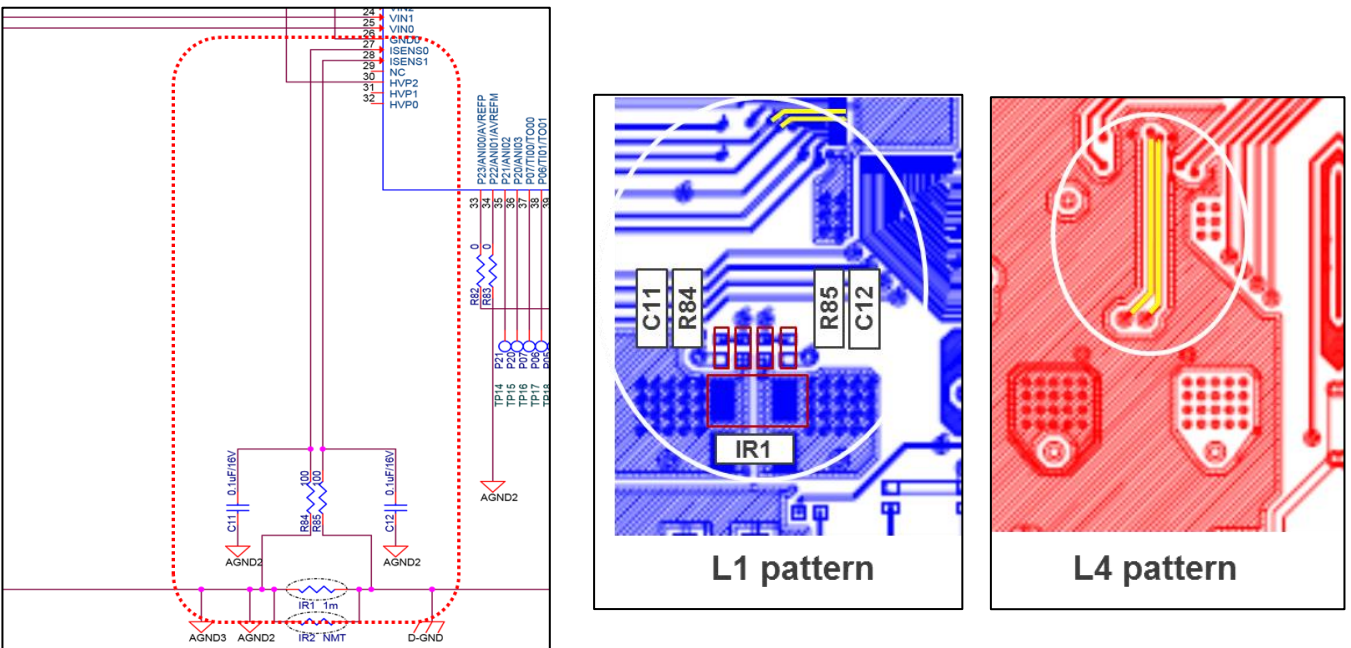 24
VIN2
VIN1
25
VIN0
26
GND0
27
ISENS0
28
ISENS1
29
NC
30
HVP2
31
HVP1
32
HVP0
P23/ANI00/AVREFP
P22/ANI01/AVREFM
P21/ANI02
P20/ANI03
P07/TI00/TO00
P06/TI01/TO01
33
34
35
36
37
38
39
0
0
R82
R83
P21
P20
P07
P06
P05
TP14
TP15
TP16
TP17
TP18
AGND2
0.1uF/16V
C11
100
100
R84
R85
0.1uF/16V
C12
AGND2
AGND2
IR1 1m
AGND3
AGND2
IR2 NMT
D-GND
C11
R84
R85
C12
IR1
L1 pattern
L4 pattern